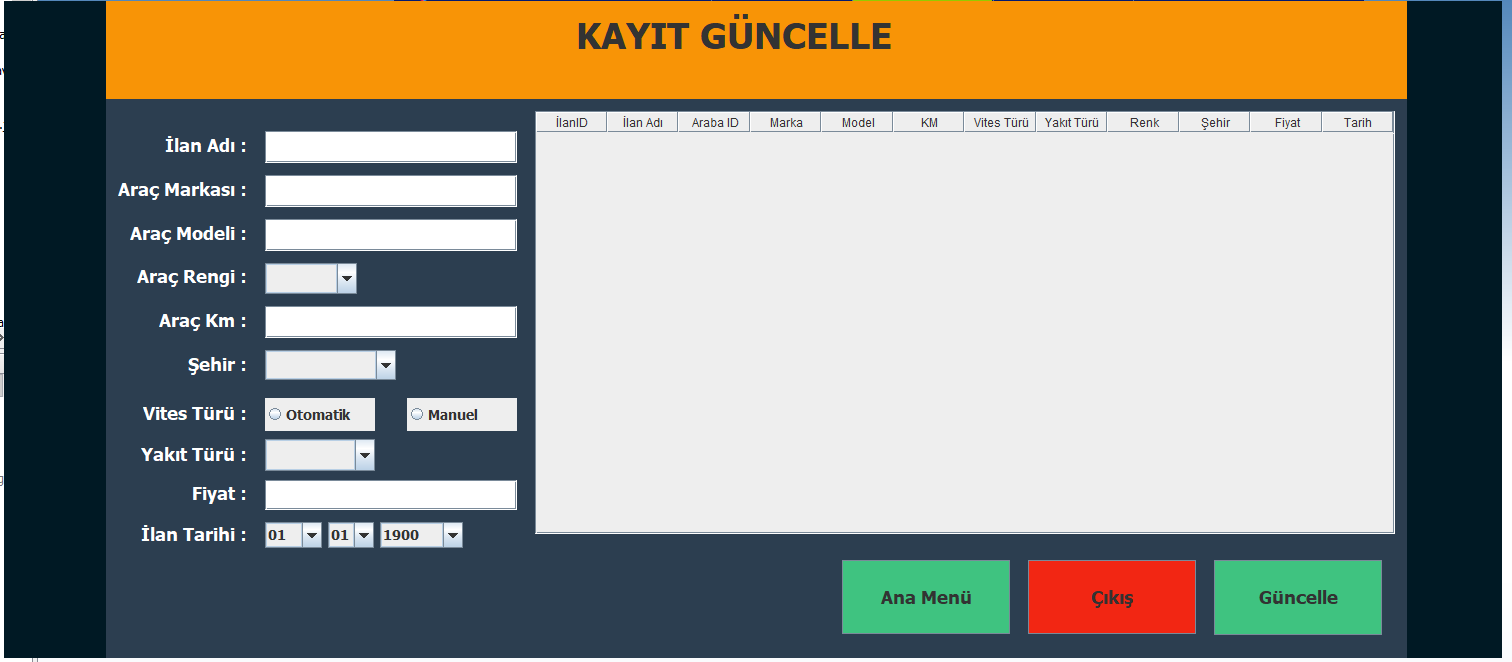 KAYIT GÜNCELLE
İlan Adı :
Araç Markası :
Araç Modeli :
Araç Rengi :
Araç Km :
Şehir :
Vites Türü : Otomatik Manuel
Yakıt Türü :
Fiyat :
İlan Tarihi : 01 01 1900
İlanID İlan Adı Araba ID Marka Model KM Vites Türü Yakıt Türü Renk Şehir Fiyat Tarih
Ana Menü Çıkış Güncelle